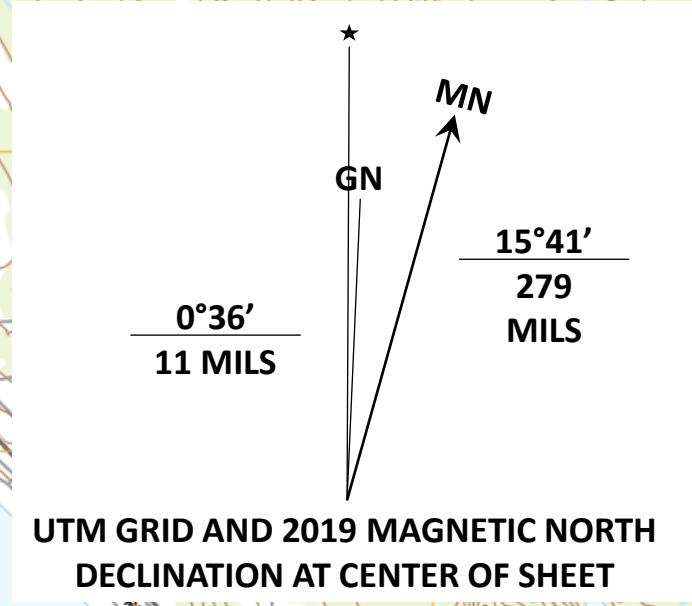 MN
GN
15°41’
279
MILS
0°36’
11 MILS
UTM GRID AND 2019 MAGNETIC NORTH
DECLINATION AT CENTER OF SHEET